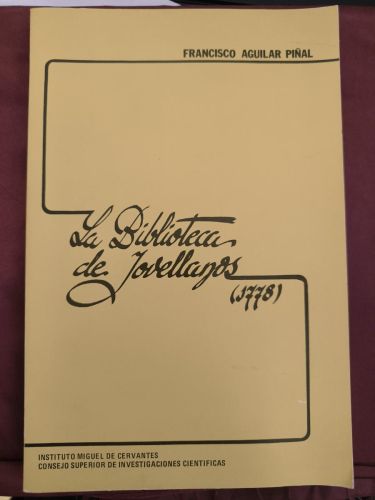 FRANCISCO AGUILAR PIÑAL
La Biblioteca
de Jovellanos
(1778)
INSTITUTO MIGUEL DE CERVANTES
CONSEJO SUPERIOR DE INVESTIGACIONES CIENTIFICAS